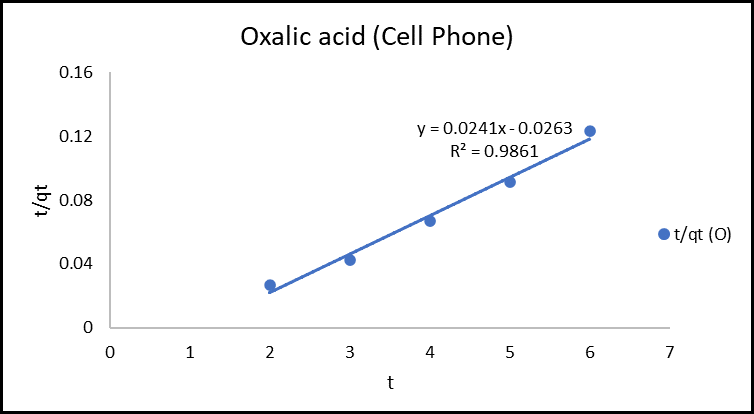 Oxalic acid (Cell Phone)
0.16
0.12
0.08
0.04
0
t/qt
y = 0.0241x - 0.0263
R² = 0.9861
t/qt (O)
0 1 2 3 4 5 6 7
t